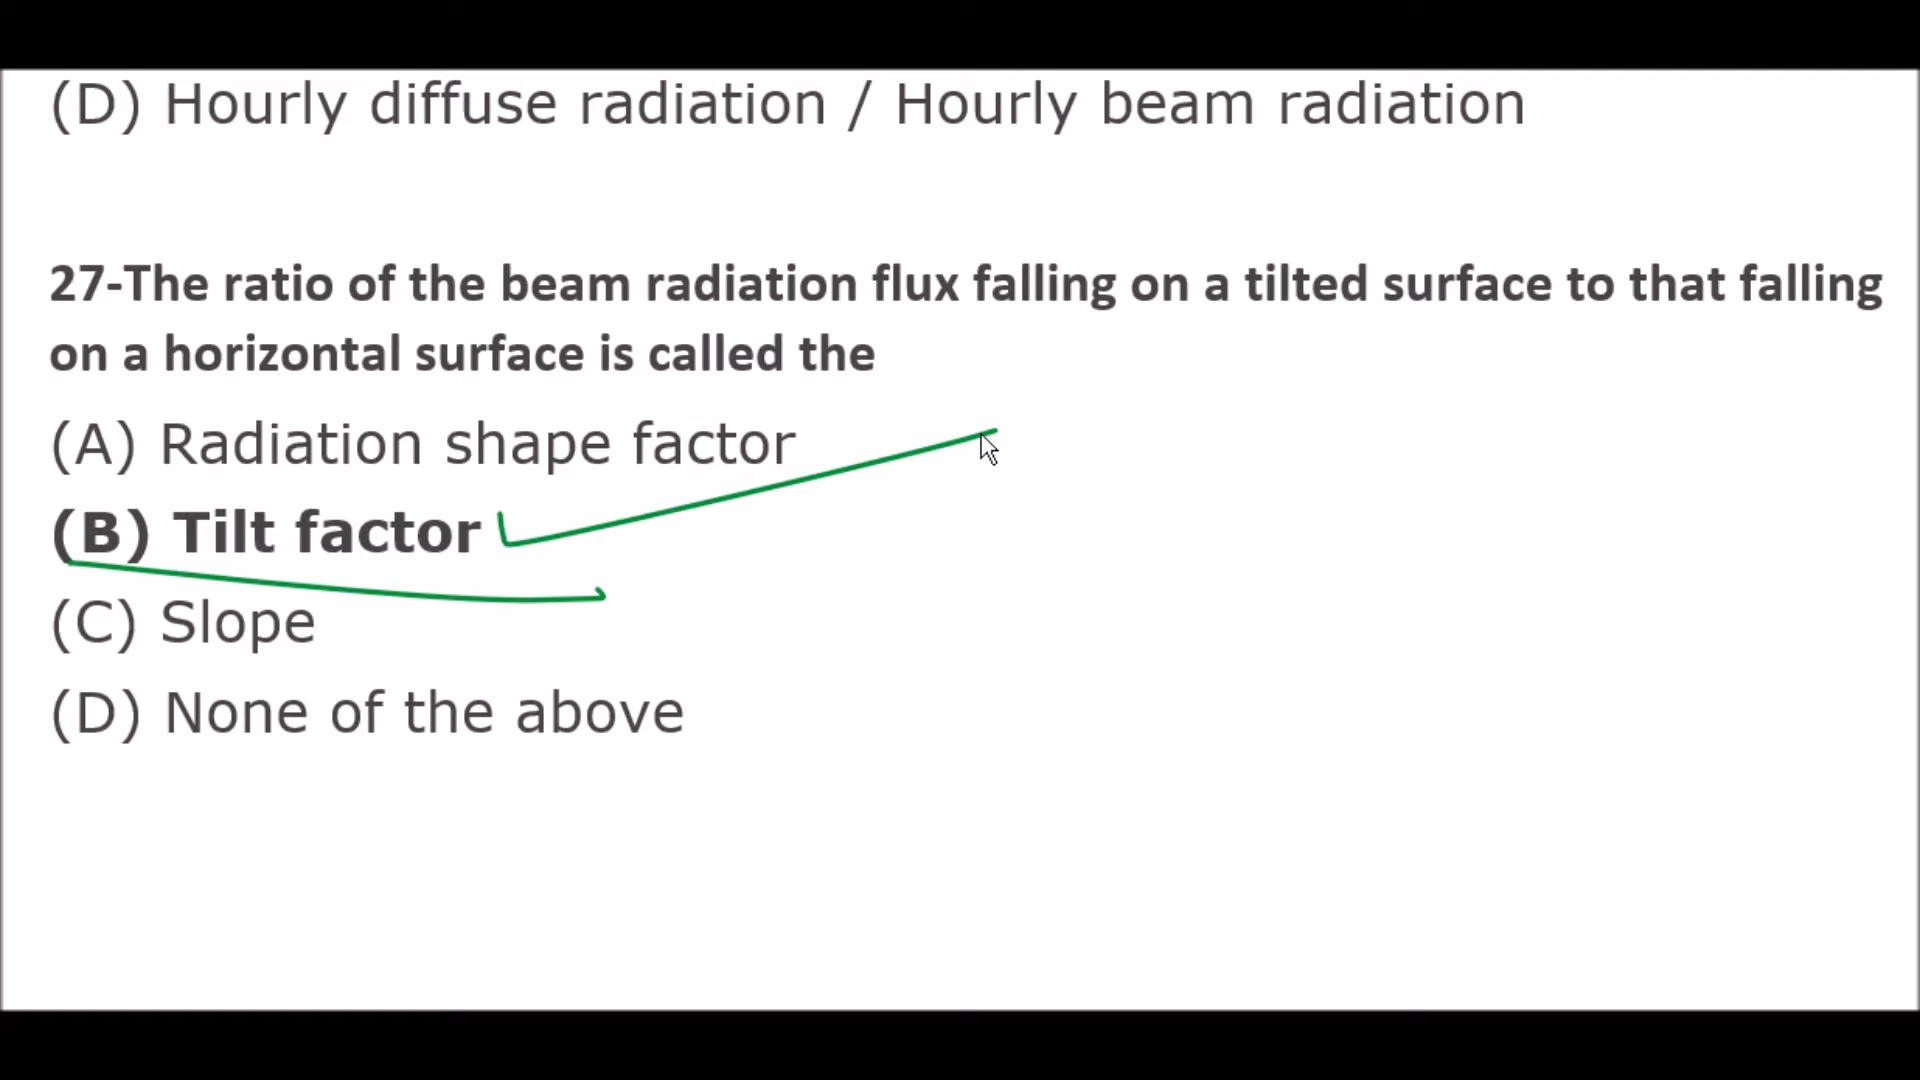 (D) Hourly diffuse radiation / Hourly beam radiation
27-The ratio of the beam radiation flux falling on a tilted surface to that falling
on a horizontal surface is called the
(A) Radiation shape factor
(B) Tilt factor
(C) Slope
(D) None of the above